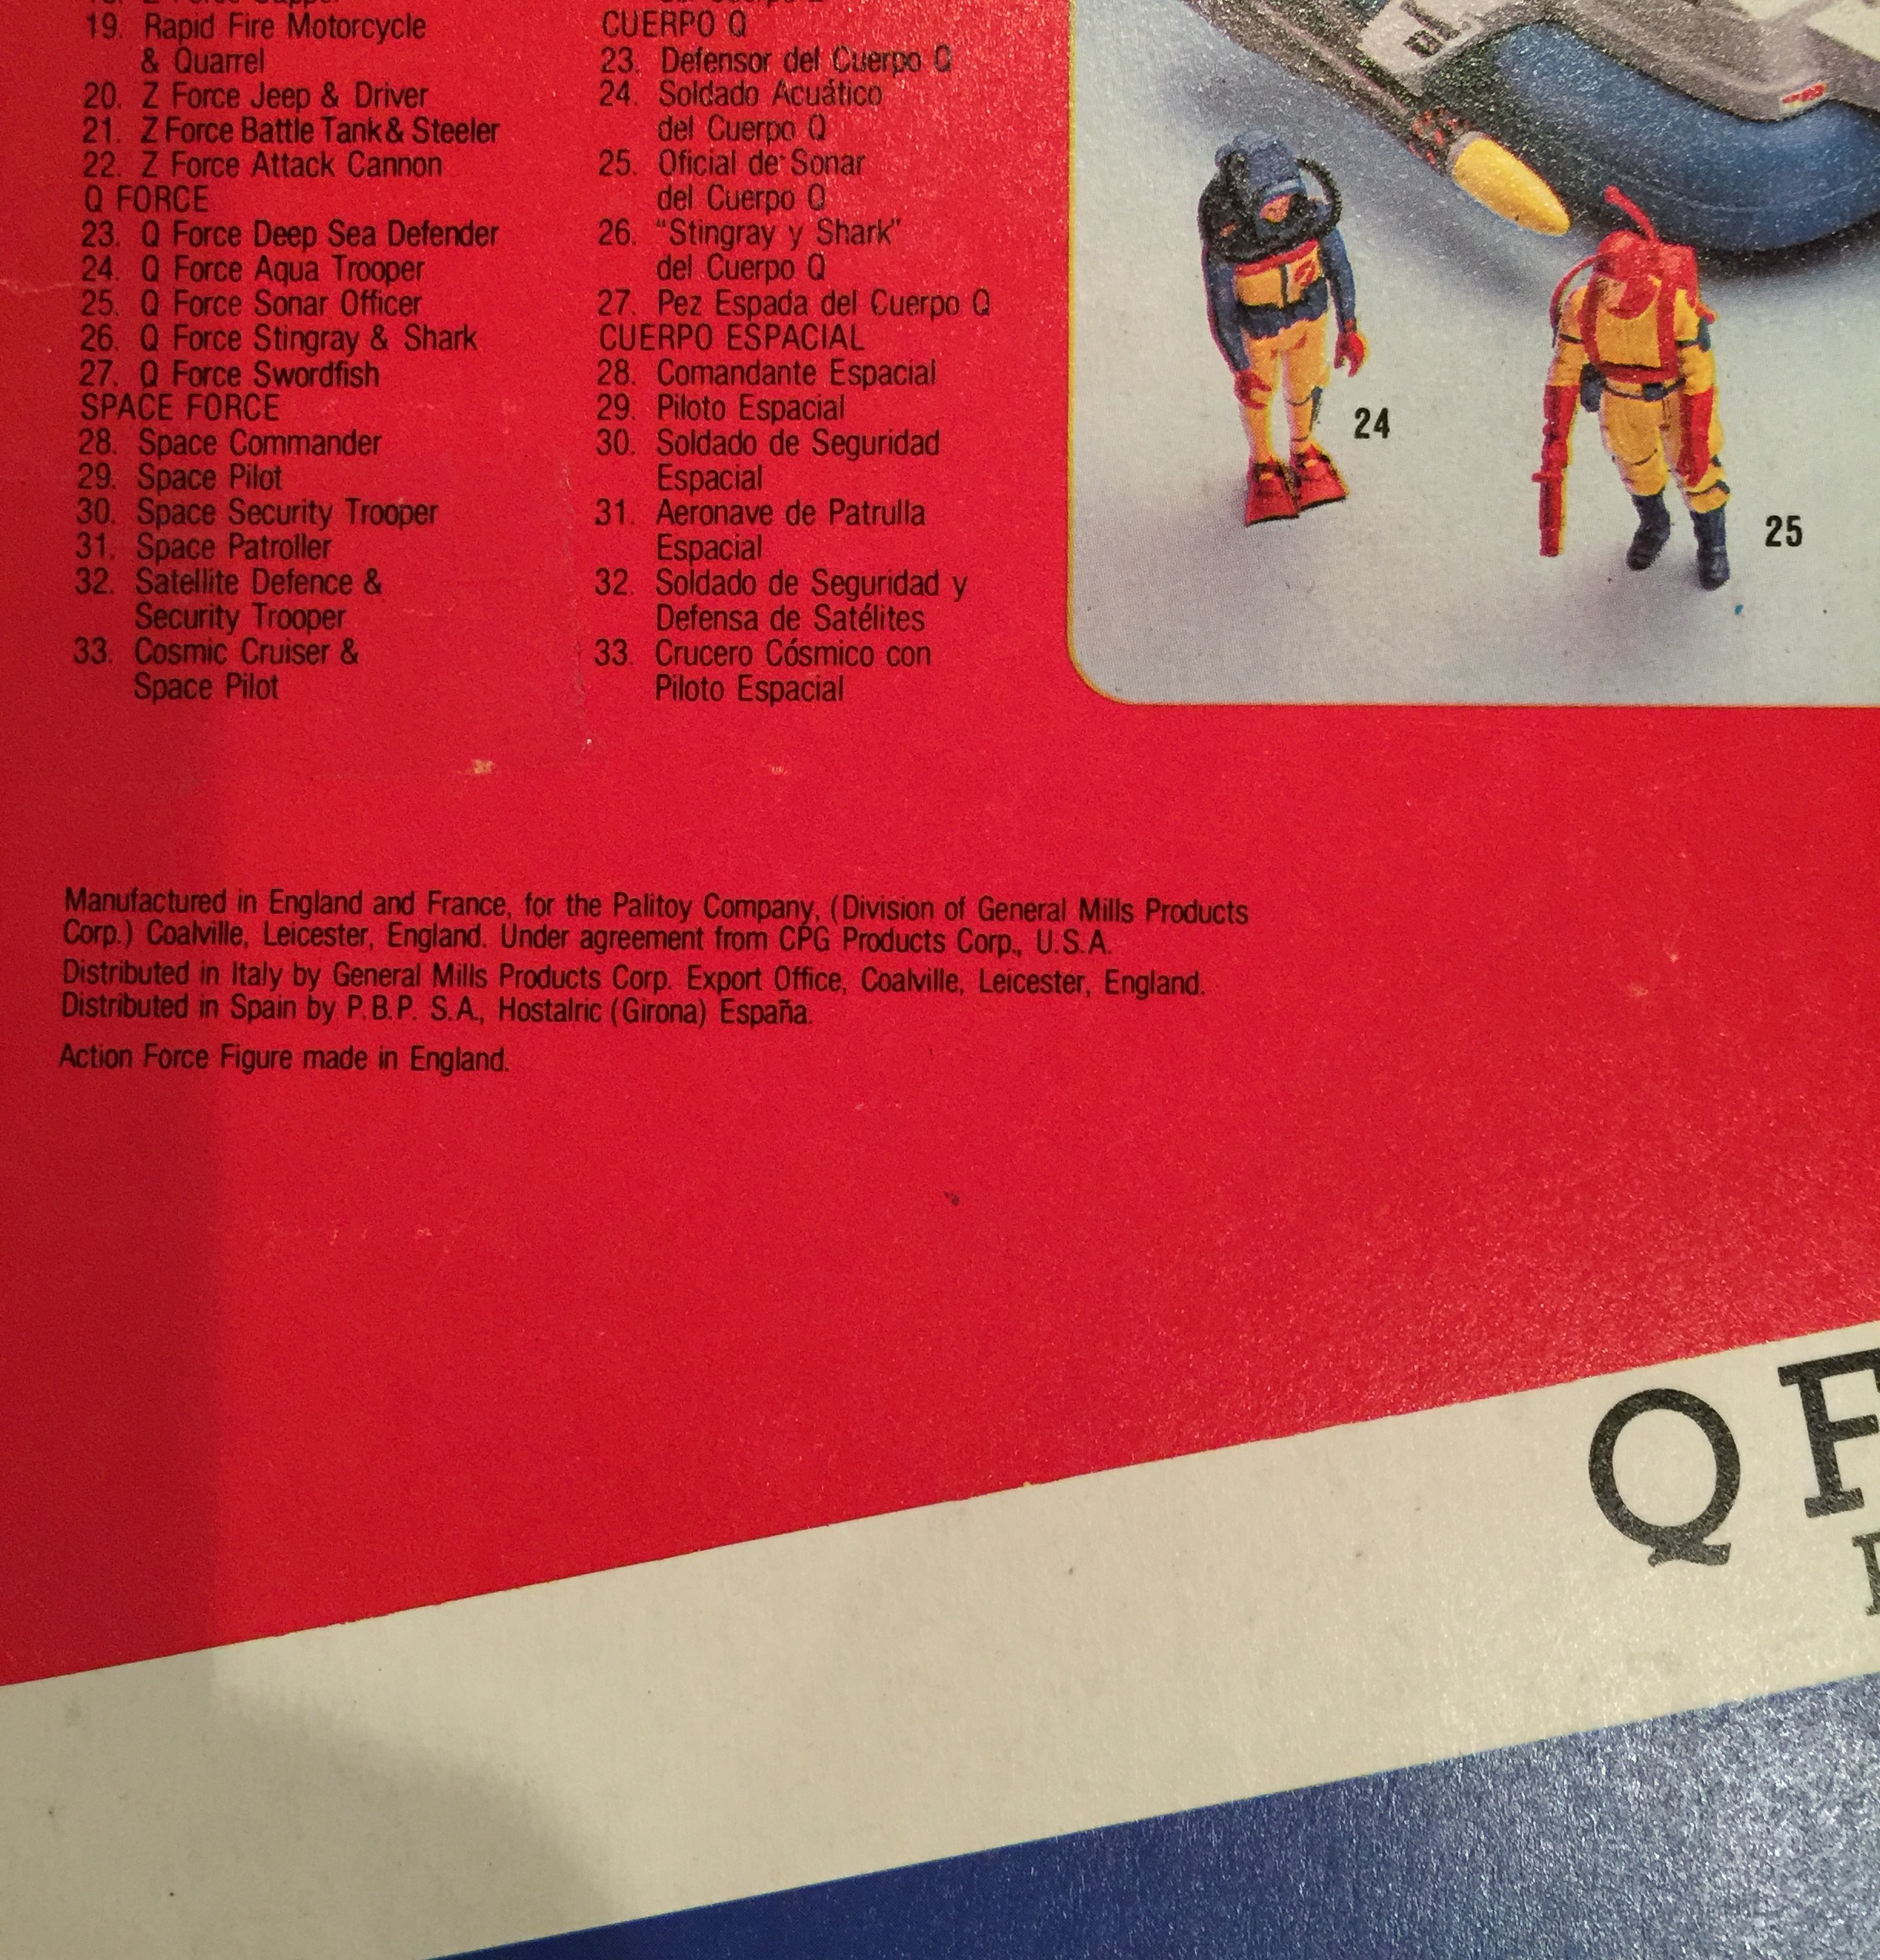 19. Rapid Fire Motorcycle
& Quarrel
20. Z Force Jeep & Driver
21. Z Force Battle Tank & Steeler
22. Z Force Attack Cannon
Q FORCE
23. Q Force Deep Sea Defender
24. Q Force Aqua Trooper
25. Q Force Sonar Officer
26. Q Force Stingray & Shark
27. Q Force Swordfish
SPACE FORCE
28. Space Commander
29. Space Pilot
30. Space Security Trooper
31. Space Patroller
32. Satellite Defence &
Security Trooper
33. Cosmic Cruiser &
Space Pilot
CUERPO Q
23. Defensor del Cuerpo Q
24. Soldado Acuático
del Cuerpo Q
25. Oficial de Sonar
del Cuerpo Q
26. “Stingray y Shark”
del Cuerpo Q
27. Pez Espada del Cuerpo Q
CUERPO ESPACIAL
28. Comandante Espacial
29. Piloto Espacial
30. Soldado de Seguridad
Espacial
31. Aeronave de Patrulla
Espacial
32. Soldado de Seguridad y
Defensa de Satélites
33. Crucero Cósmico con
Piloto Espacial
24
25
Manufactured in England and France, for the Palitoy Company, (Division of General Mills Products
Corp.) Coalville, Leicester, England. Under agreement from CPG Products Corp., U.S.A.
Distributed in Italy by General Mills Products Corp. Export Office, Coalville, Leicester, England.
Distributed in Spain by P.B.P. S.A., Hostalric (Girona) España.
Action Force Figure made in England.
Q F